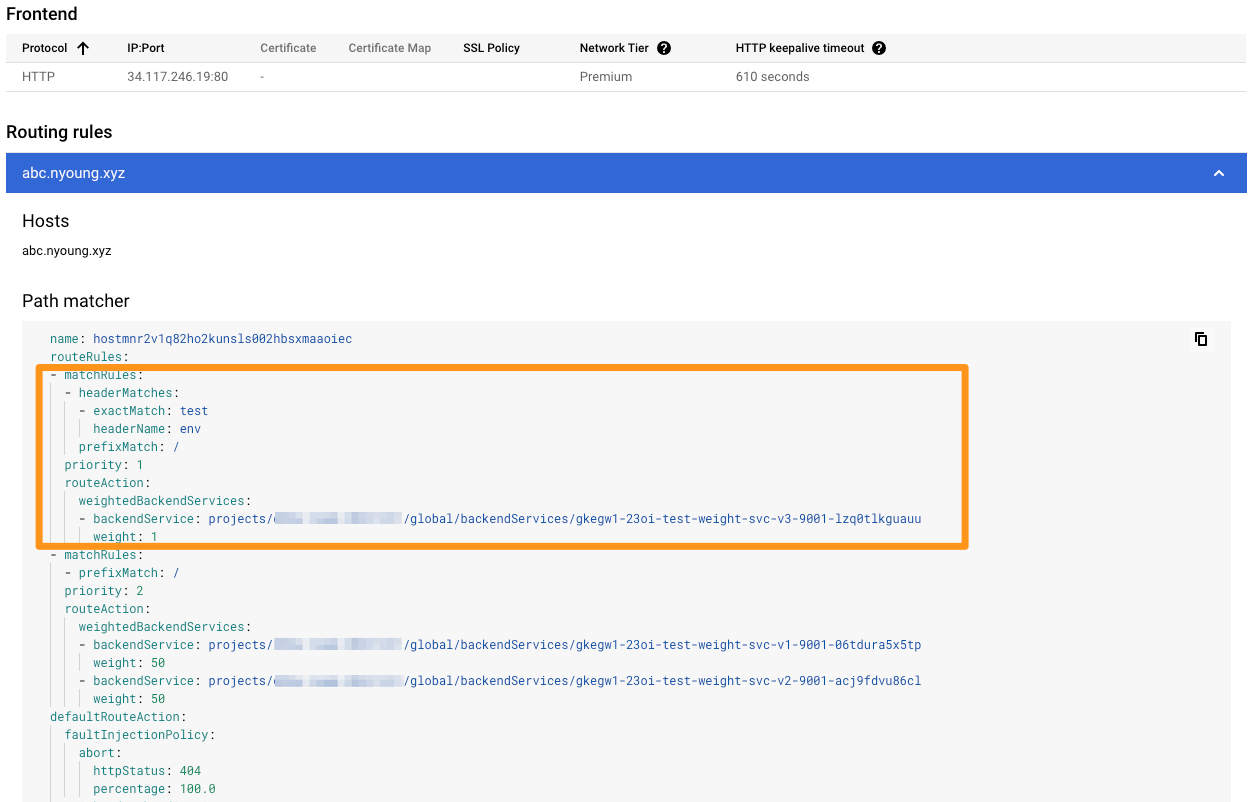 Frontend
Protocol IP:Port Certificate Certificate Map SSL Policy Network Tier HTTP keepalive timeout
HTTP 34.117.246.19:80 - Premium 610 seconds
Routing rules
abc.nyoung.xyz
Hosts
abc.nyoung.xyz
Path matcher
name: hostmnr2v1q82ho2kunsls002hbsxmaaoiec
routeRules:
- matchRules:
- headerMatches:
- exactMatch: test
headerName: env
prefixMatch: /
priority: 1
routeAction:
weightedBackendServices:
- backendService: projects/ /global/backendServices/gkegw1-23oi-test-weight-svc-v3-9001-lzq0tlkguauu
weight: 1
- matchRules:
- prefixMatch: /
priority: 2
routeAction:
weightedBackendServices:
- backendService: projects/ /global/backendServices/gkegw1-23oi-test-weight-svc-v1-9001-06tdura5x5tp
weight: 50
- backendService: projects/ /global/backendServices/gkegw1-23oi-test-weight-svc-v2-9001-acj9fdvu86cl
weight: 50
defaultRouteAction:
faultInjectionPolicy:
abort:
httpStatus: 404
percentage: 100.0